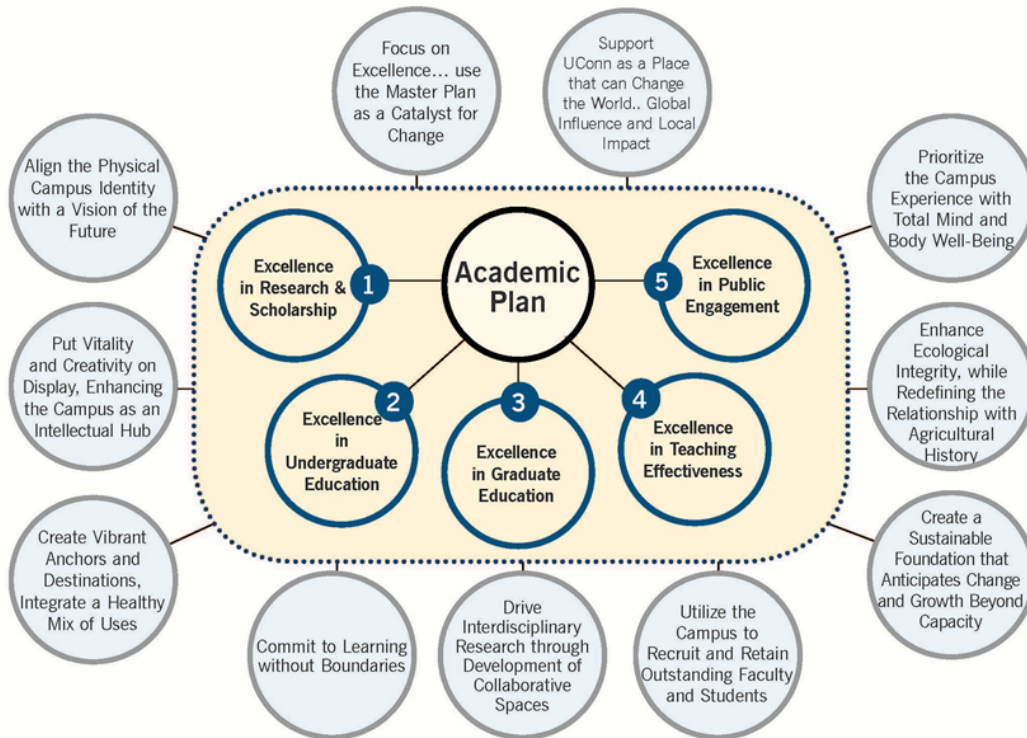 Focus on
Excellence... use
the Master Plan
as a Catalyst for
Change
Support
UConn as a Place
that can Change
the World.. Global
Influence and Local
Impact
Align the Physical
Campus Identity
with a Vision of the
Future
Prioritize
the Campus
Experience with
Total Mind and
Body Well-Being
Academic
Plan
1
Excellence
in Research &
Scholarship
5
Excellence
in Public
Engagement
Put Vitality
and Creativity on
Display, Enhancing
the Campus as an
Intellectual Hub
Enhance
Ecological
Integrity, while
Redefining the
Relationship with
Agricultural
History
2
Excellence
in
Undergraduate
Education
3
Excellence
in Graduate
Education
4
Excellence
in Teaching
Effectiveness
Create Vibrant
Anchors and
Destinations,
Integrate a Healthy
Mix of Uses
Create a
Sustainable
Foundation that
Anticipates Change
and Growth Beyond
Capacity
Commit to Learning
without Boundaries
Drive
Interdisciplinary
Research through
Development of
Collaborative
Spaces
Utilize the
Campus to
Recruit and Retain
Outstanding Faculty
and Students